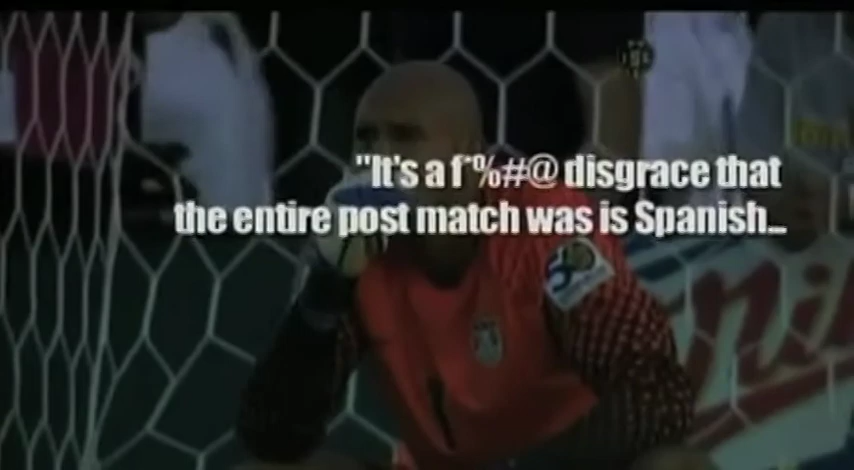 "It's a f*%#@ disgrace that
the entire post match was is Spanish...